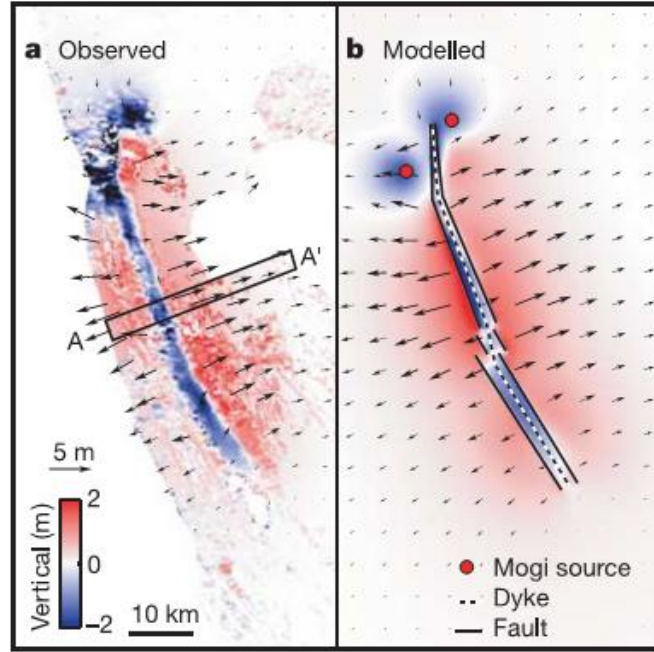 a Observed
A'
A
5 m
2
0
−2
Vertical (m)
10 km
b Modelled
Mogi source
Dyke
Fault